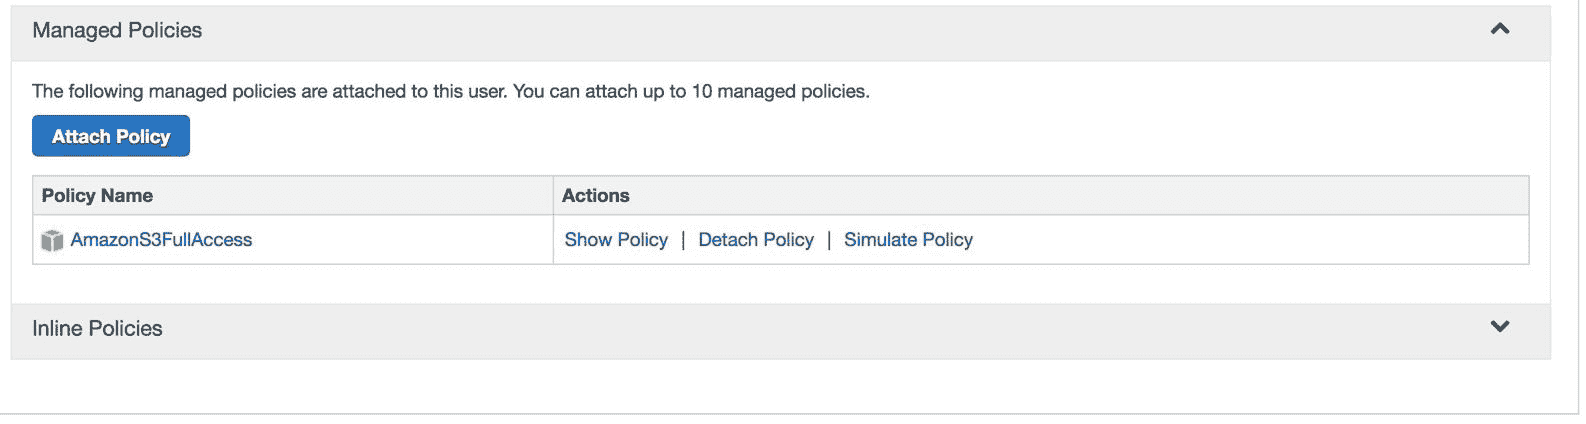 Managed Policies
The following managed policies are attached to this user. You can attach up to 10 managed policies.
Attach Policy
Policy Name Actions
AmazonS3FullAccess Show Policy | Detach Policy | Simulate Policy
Inline Policies